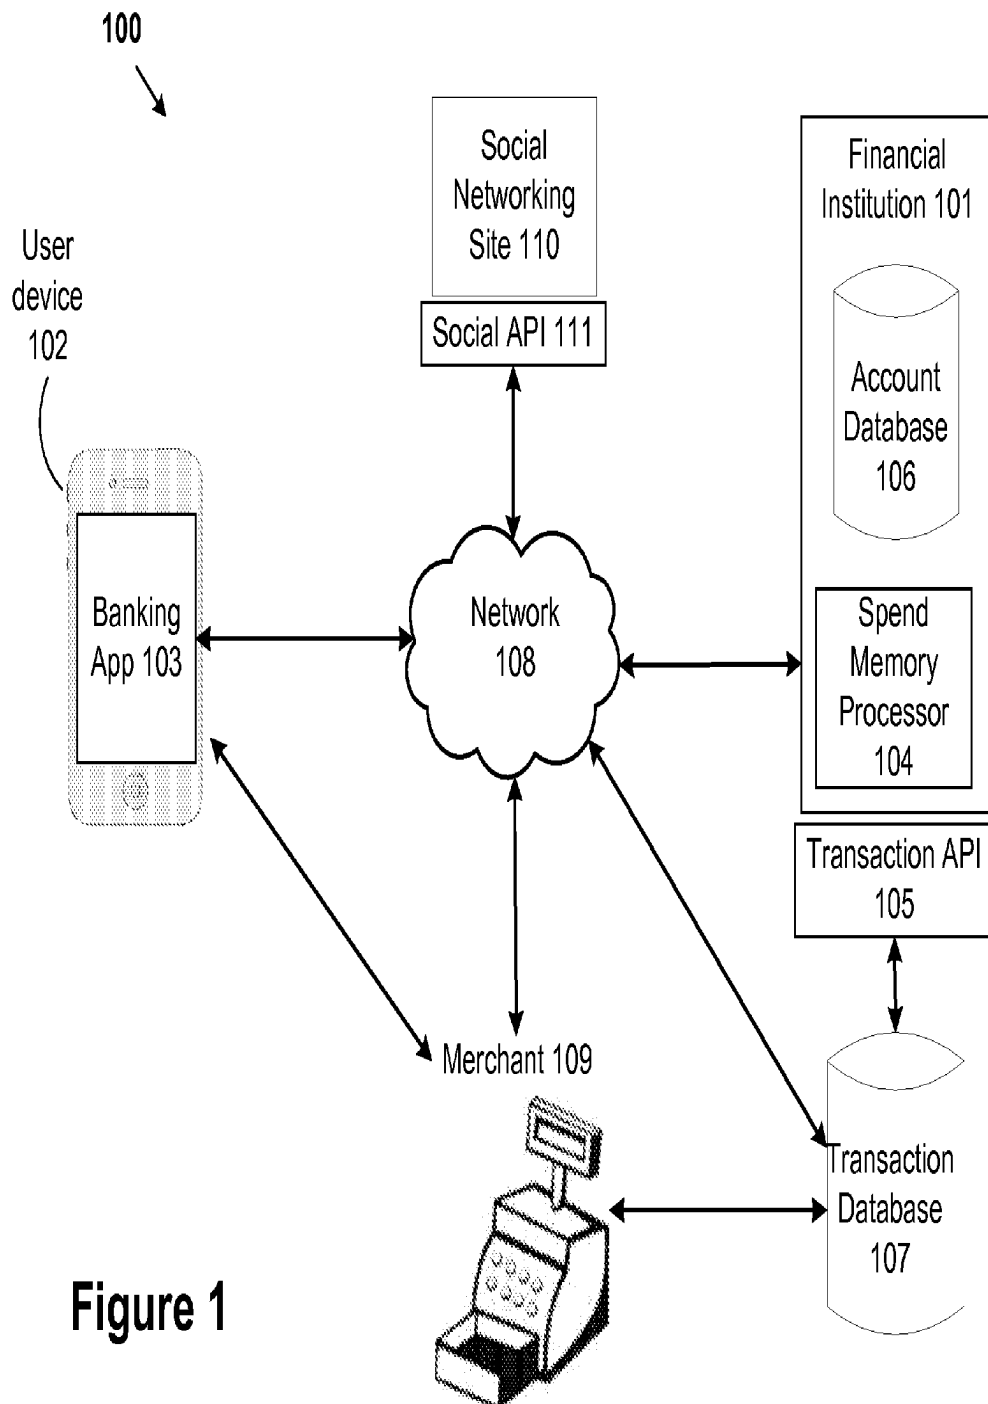 100
Social
Networking
Site 110
Social API 111
Financial
Institution 101
Account
Database
106
Spend
Memory
Processor
104
Transaction API
105
User
device
102
Banking
App 103
Network
108
Merchant 109
Transaction
Database
107
Figure 1